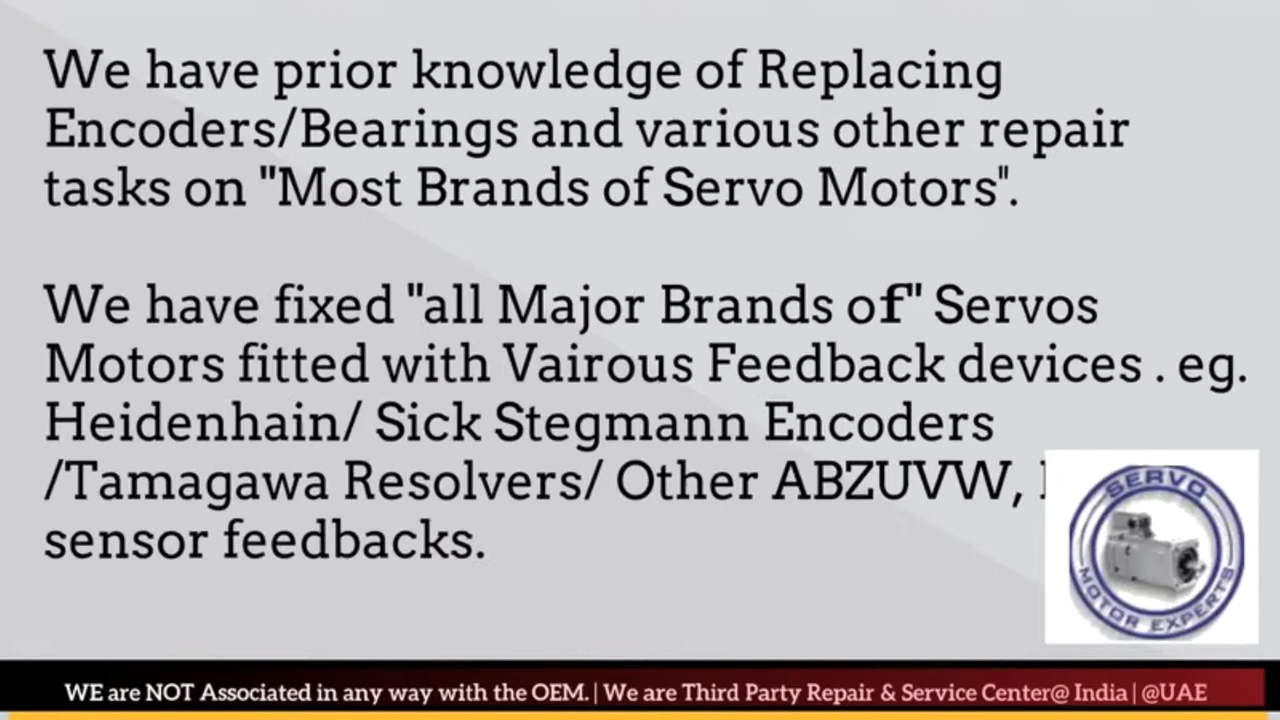 We have prior knowledge of Replacing
Encoders/Bearings and various other repair
tasks on "Most Brands of Servo Motors".
We have fixed "all Major Brands of" Servos
Motors fitted with Vairous Feedback devices . eg.
Heidenhain/ Sick Stegmann Encoders
/Tamagawa Resolvers/ Other ABZUVW,
sensor feedbacks.
SERVO
MOTOR EXPERTS
WE are NOT Associated in any way with the OEM. | We are Third Party Repair & Service Center@ India | @UAE